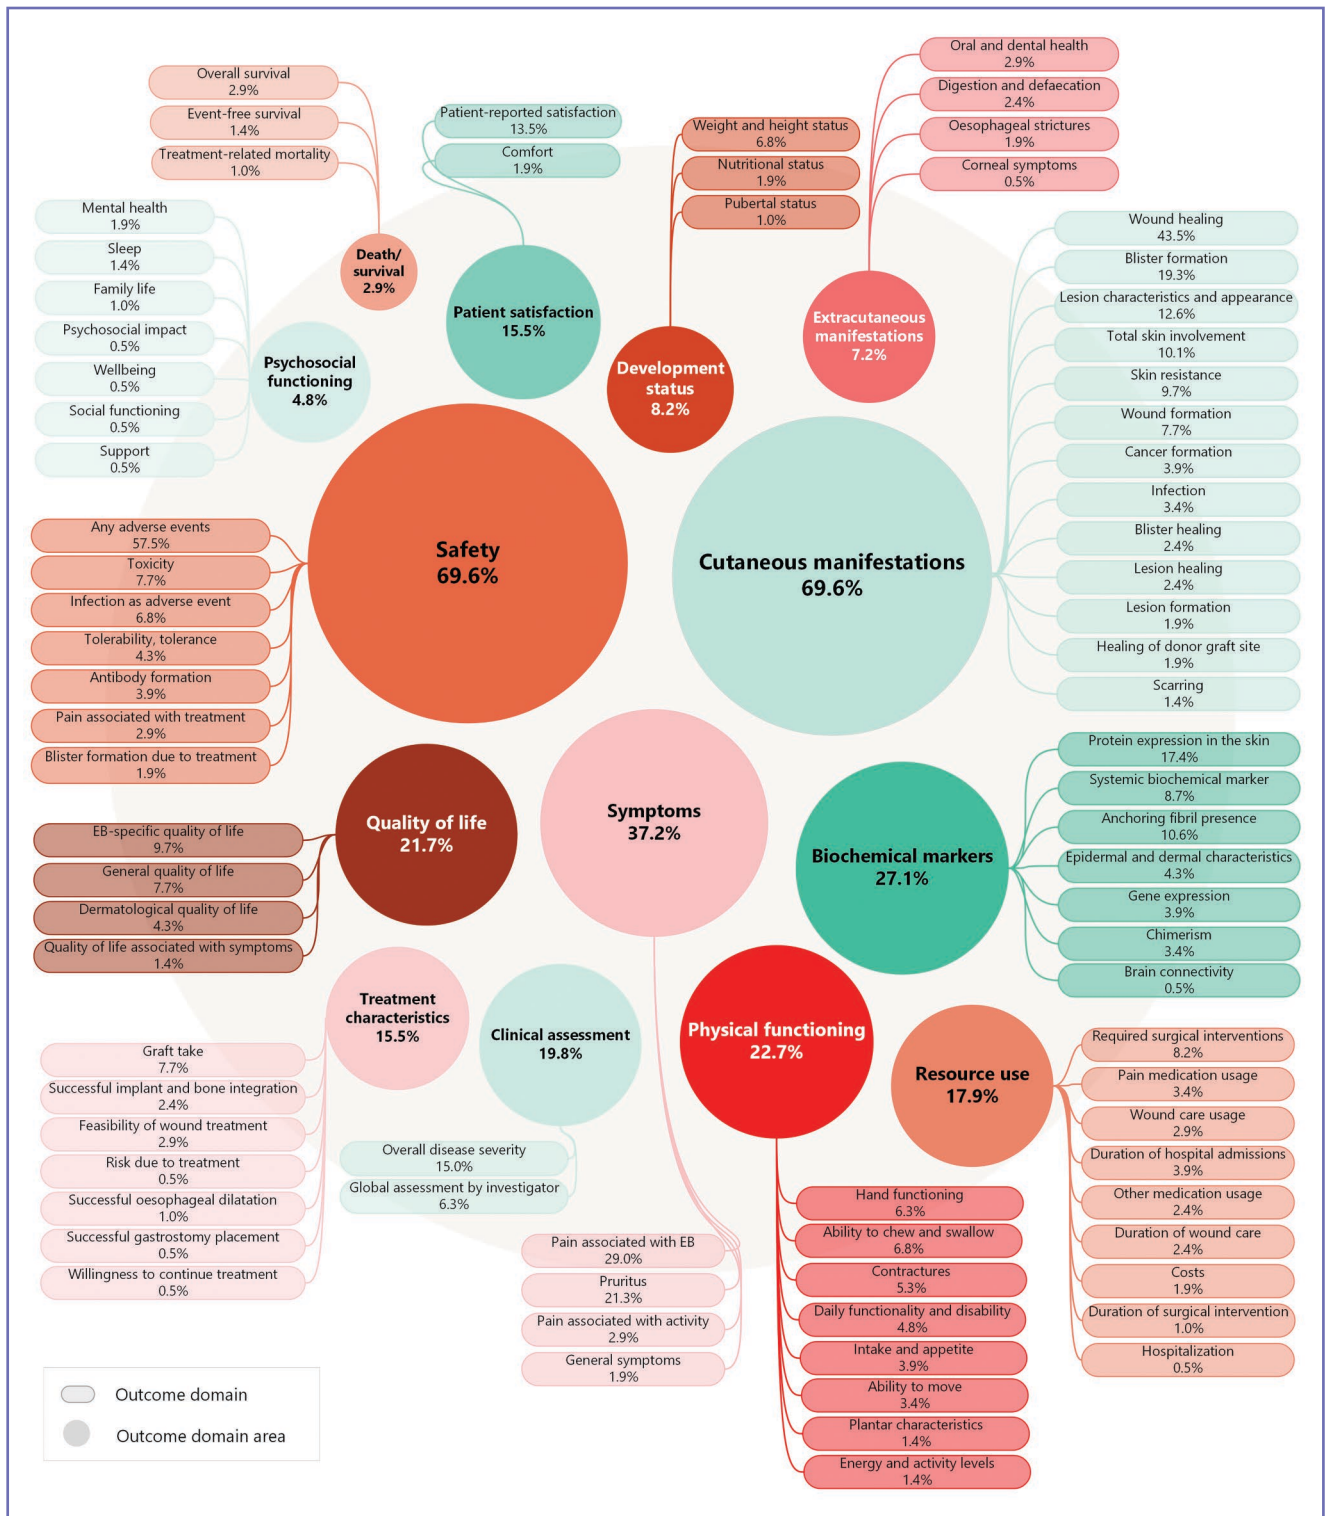 Overall survival
2.9%
Event-free survival
1.4%
Treatment-related mortality
1.0%
Death/
survival
2.9%
Patient-reported satisfaction
13.5%
Comfort
1.9%
Patient satisfaction
15.5%
Weight and height status
6.8%
Nutritional status
1.9%
Pubertal status
1.0%
Development
status
8.2%
Oral and dental health
2.9%
Digestion and defaecation
2.4%
Oesophageal strictures
1.9%
Corneal symptoms
0.5%
Extracutaneous
manifestations
7.2%
Mental health
1.9%
Sleep
1.4%
Family life
1.0%
Psychosocial impact
0.5%
Wellbeing
0.5%
Social functioning
0.5%
Support
0.5%
Psychosocial
functioning
4.8%
Wound healing
43.5%
Blister formation
19.3%
Lesion characteristics and appearance
12.6%
Total skin involvement
10.1%
Skin resistance
9.7%
Wound formation
7.7%
Cancer formation
3.9%
Infection
3.4%
Blister healing
2.4%
Lesion healing
2.4%
Lesion formation
1.9%
Healing of donor graft site
1.9%
Scarring
1.4%
Cutaneous manifestations
69.6%
Safety
69.6%
Any adverse events
57.5%
Toxicity
7.7%
Infection as adverse event
6.8%
Tolerability, tolerance
4.3%
Antibody formation
3.9%
Pain associated with treatment
2.9%
Blister formation due to treatment
1.9%
Quality of life
21.7%
EB-specific quality of life
9.7%
General quality of life
7.7%
Dermatological quality of life
4.3%
Quality of life associated with symptoms
1.4%
Symptoms
37.2%
Biochemical markers
27.1%
Protein expression in the skin
17.4%
Systemic biochemical marker
8.7%
Anchoring fibril presence
10.6%
Epidermal and dermal characteristics
4.3%
Gene expression
3.9%
Chimerism
3.4%
Brain connectivity
0.5%
Treatment
characteristics
15.5%
Graft take
7.7%
Successful implant and bone integration
2.4%
Feasibility of wound treatment
2.9%
Risk due to treatment
0.5%
Successful oesophageal dilatation
1.0%
Successful gastrostomy placement
0.5%
Willingness to continue treatment
0.5%
Clinical assessment
19.8%
Overall disease severity
15.0%
Global assessment by investigator
6.3%
Pain associated with EB
29.0%
Pruritus
21.3%
Pain associated with activity
2.9%
General symptoms
1.9%
Physical functioning
22.7%
Hand functioning
6.3%
Ability to chew and swallow
6.8%
Contractures
5.3%
Daily functionality and disability
4.8%
Intake and appetite
3.9%
Ability to move
3.4%
Plantar characteristics
1.4%
Energy and activity levels
1.4%
Resource use
17.9%
Required surgical interventions
8.2%
Pain medication usage
3.4%
Wound care usage
2.9%
Duration of hospital admissions
3.9%
Other medication usage
2.4%
Duration of wound care
2.4%
Costs
1.9%
Duration of surgical intervention
1.0%
Hospitalization
0.5%
Outcome domain
Outcome domain area